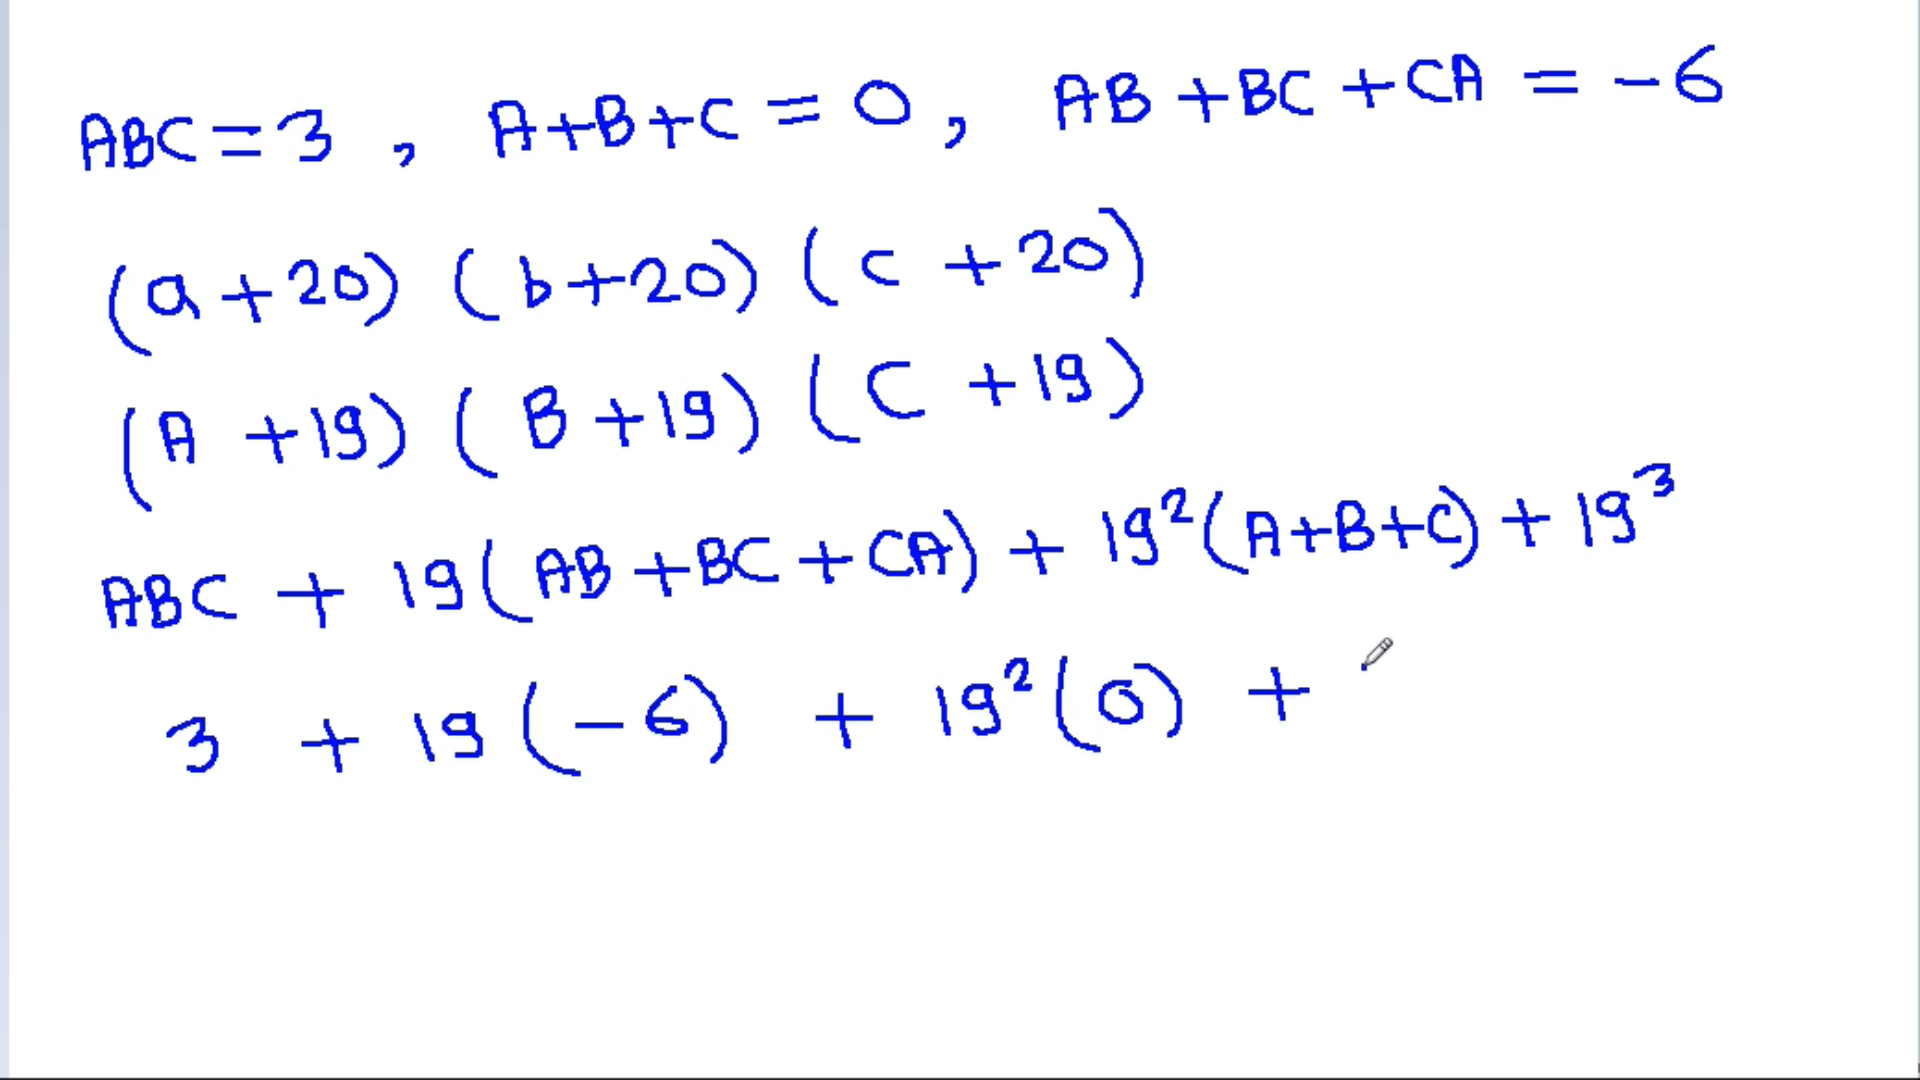 ABC = 3 , A+B+C = 0 , AB + BC + CA = -6
(a + 20) (b + 20) (c + 20)
(A + 19) (B + 19) (C + 19)
ABC + 19(AB + BC + CA) + 19²(A+B+C) + 19³
3 + 19(-6) + 19²(0) +